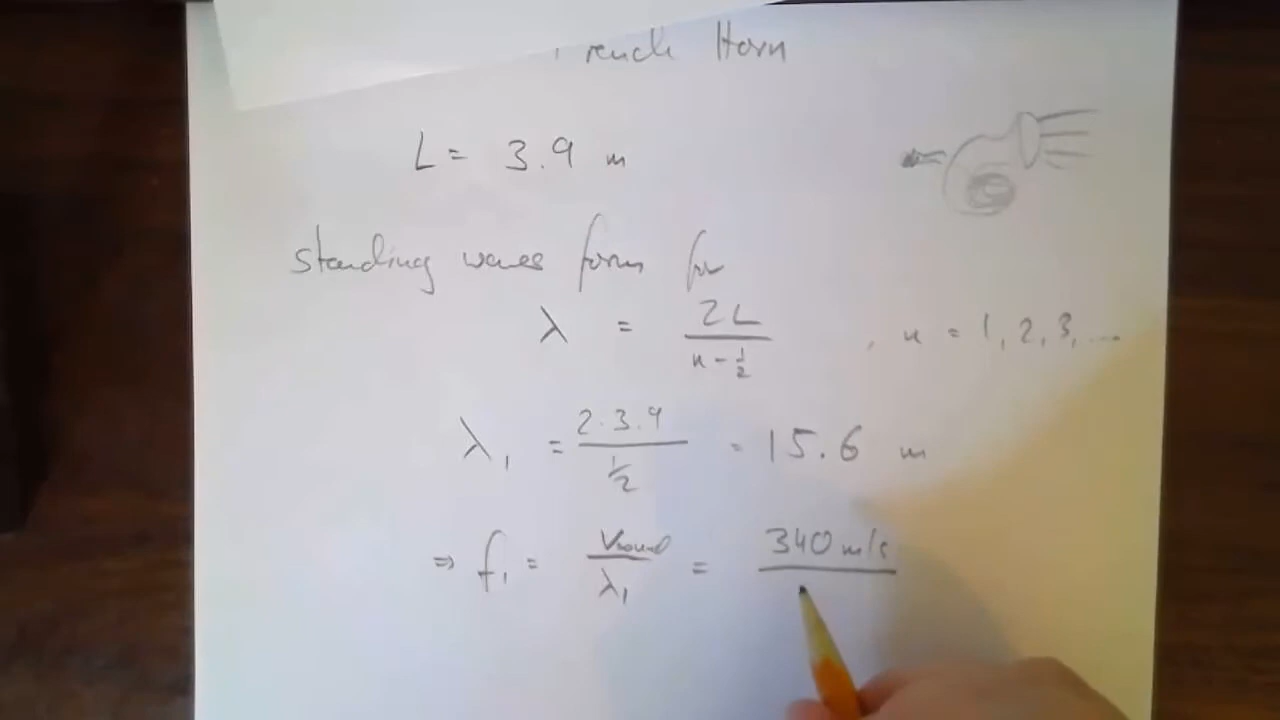 rench Horn
L = 3.9 m
standing waves form for
λ = 2L / (n - 1/2) , n = 1, 2, 3, ...
λ₁ = 2·3.9 / (1/2) = 15.6 m
⇒ f₁ = Vsound / λ₁ = 340 m/s